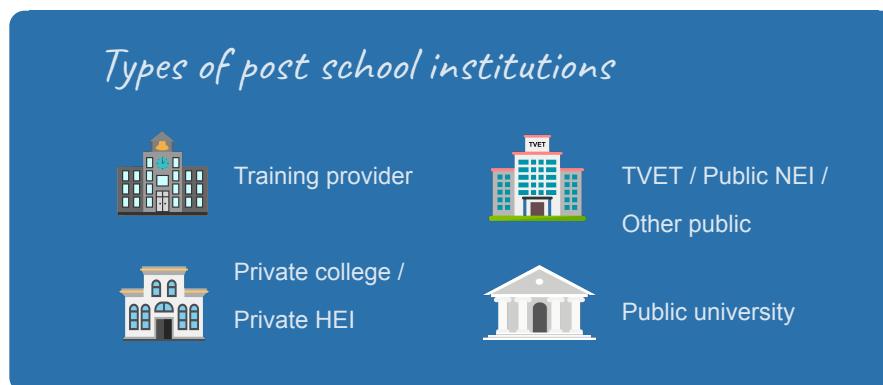 Types of post school institutions
Training provider
TVET
TVET / Public NEI /
Other public
Private college /
Private HEI
Public university